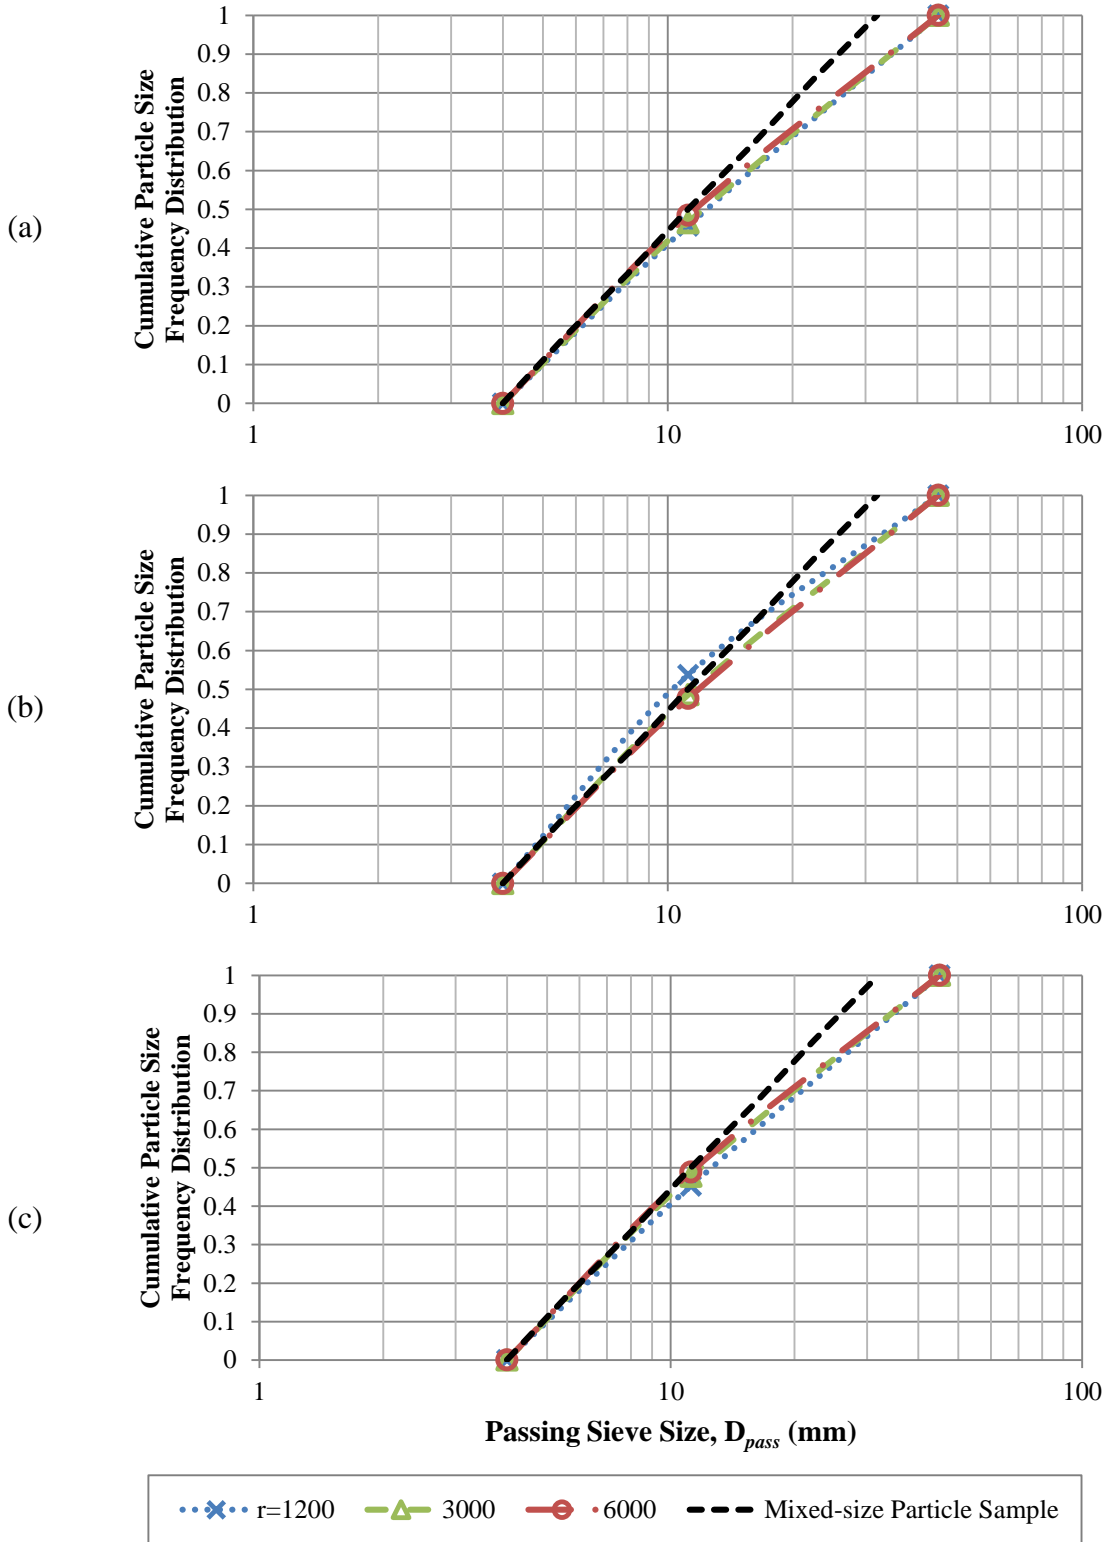 (a)
Cumulative Particle Size
Frequency Distribution
1
0.9
0.8
0.7
0.6
0.5
0.4
0.3
0.2
0.1
0
1 10 100
(b)
Cumulative Particle Size
Frequency Distribution
1
0.9
0.8
0.7
0.6
0.5
0.4
0.3
0.2
0.1
0
1 10 100
(c)
Cumulative Particle Size
Frequency Distribution
1
0.9
0.8
0.7
0.6
0.5
0.4
0.3
0.2
0.1
0
1 10 100
Passing Sieve Size, Dpass (mm)
r=1200 3000 6000 Mixed-size Particle Sample